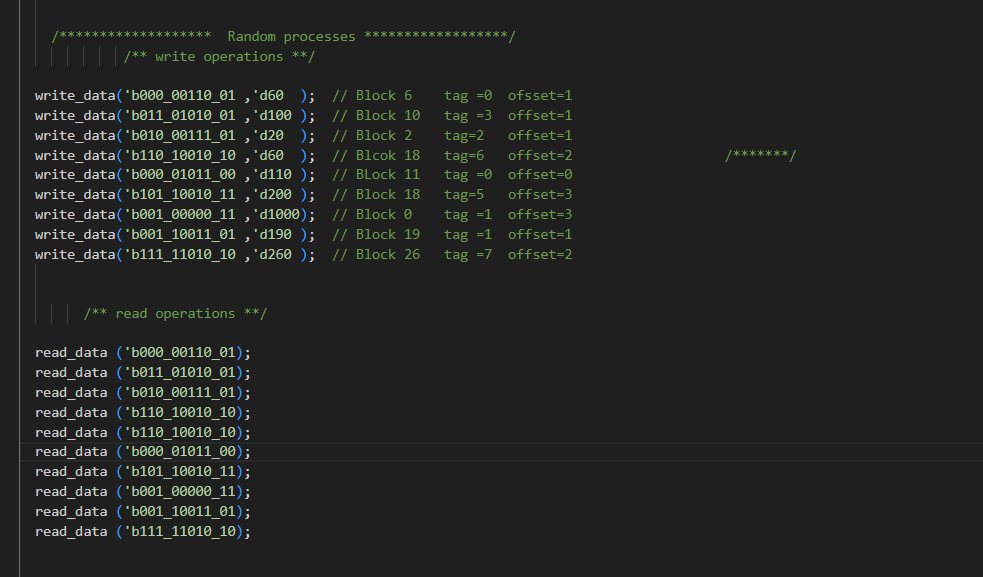 /******************* Random processes ******************/
/** write operations **/
write_data('b000_00110_01 ,'d60 ); // Block 6 tag =0 ofsset=1
write_data('b011_01010_01 ,'d100 ); // Block 10 tag =3 offset=1
write_data('b010_00111_01 ,'d20 ); // Block 2 tag=2 offset=1
write_data('b110_10010_10 ,'d60 ); // Blcok 18 tag=6 offset=2 /*******/
write_data('b000_01011_00 ,'d110 ); // BLock 11 tag =0 offset=0
write_data('b101_10010_11 ,'d200 ); // Block 18 tag=5 offset=3
write_data('b001_00000_11 ,'d1000); // Block 0 tag =1 offset=3
write_data('b001_10011_01 ,'d190 ); // Block 19 tag =1 offset=1
write_data('b111_11010_10 ,'d260 ); // Block 26 tag =7 offset=2
/** read operations **/
read_data ('b000_00110_01);
read_data ('b011_01010_01);
read_data ('b010_00111_01);
read_data ('b110_10010_10);
read_data ('b110_10010_10);
read_data ('b000_01011_00);
read_data ('b101_10010_11);
read_data ('b001_00000_11);
read_data ('b001_10011_01);
read_data ('b111_11010_10);